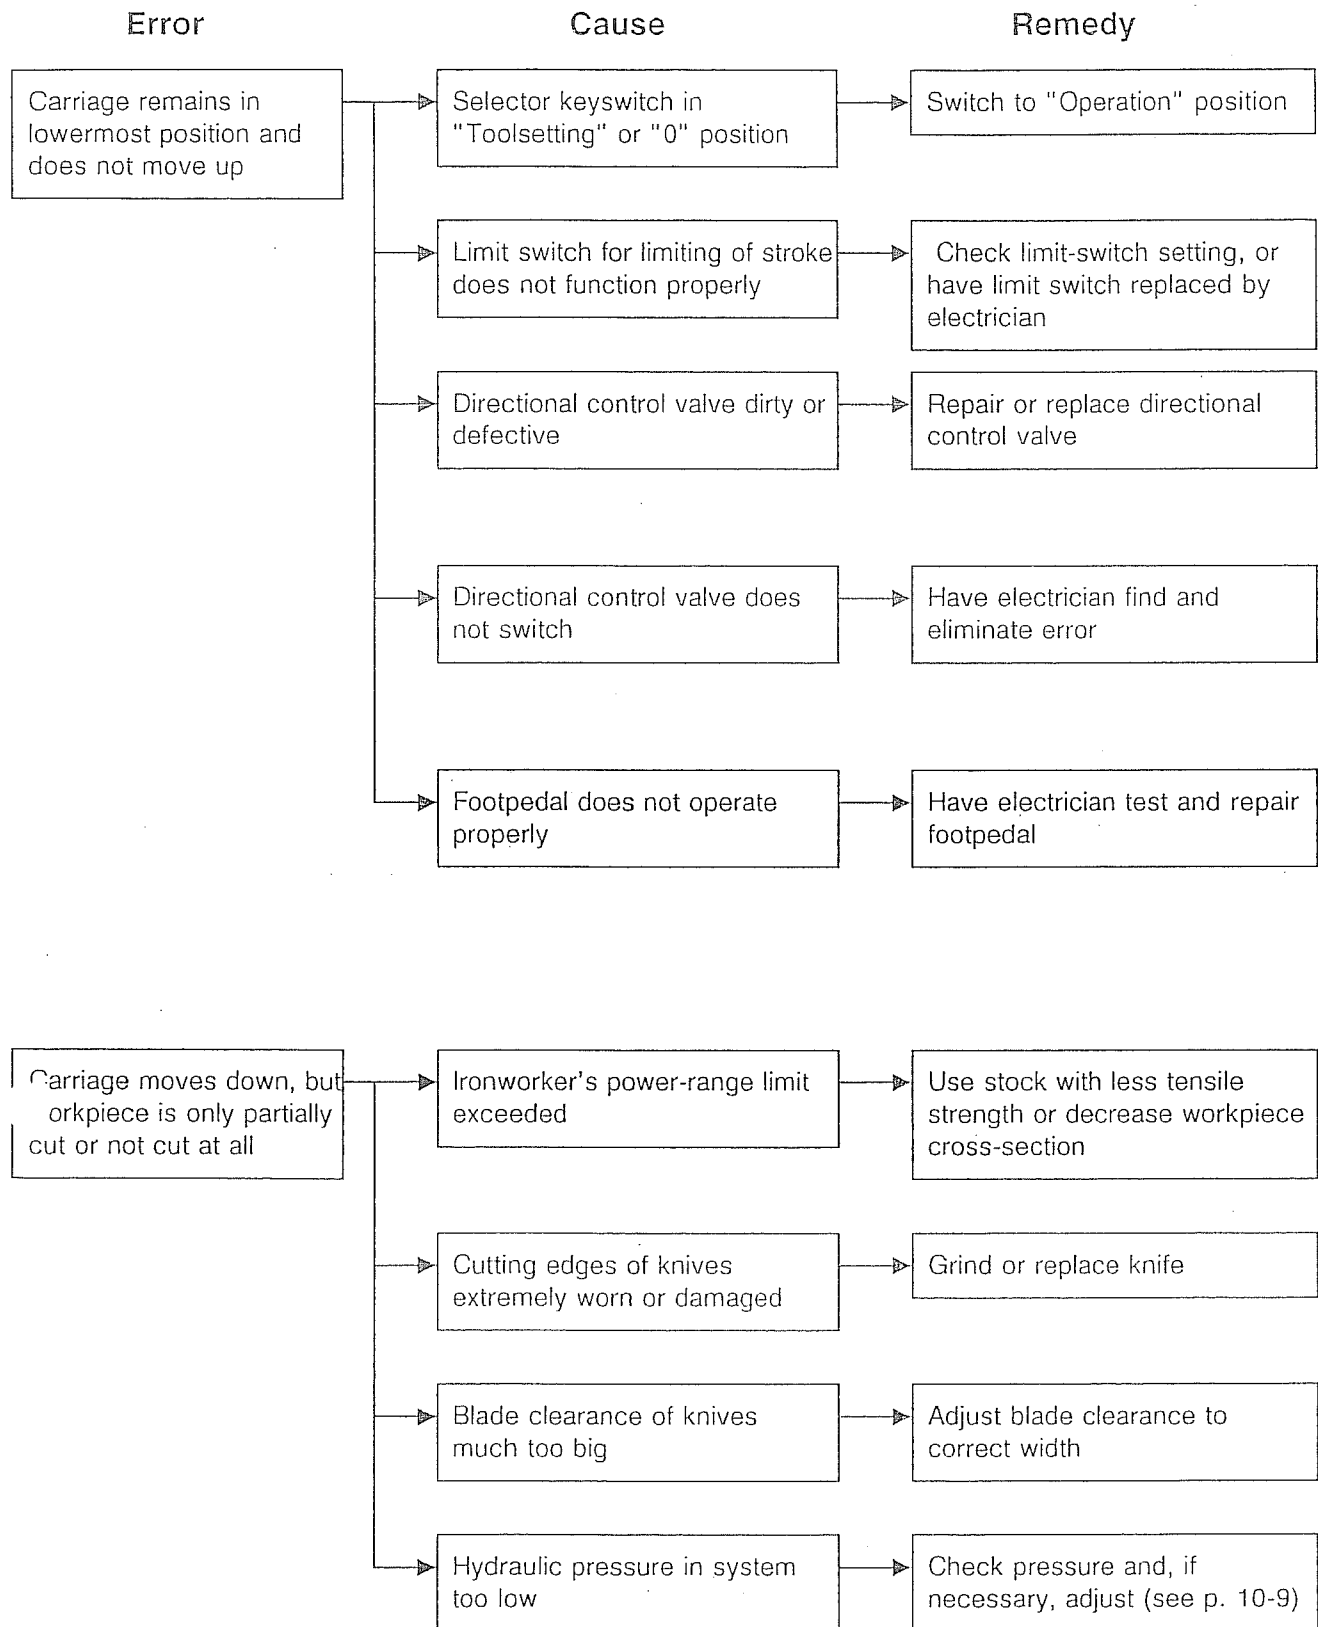 Error
Cause
Remedy
Carriage remains in
lowermost position and
does not move up
Selector keyswitch in
"Toolsetting" or "0" position
Switch to "Operation" position
Limit switch for limiting of stroke
does not function properly
Check limit-switch setting, or
have limit switch replaced by
electrician
Directional control valve dirty or
defective
Repair or replace directional
control valve
Directional control valve does
not switch
Have electrician find and
eliminate error
Footpedal does not operate
properly
Have electrician test and repair
footpedal
Carriage moves down, but
orkpiece is only partially
cut or not cut at all
Ironworker's power-range limit
exceeded
Use stock with less tensile
strength or decrease workpiece
cross-section
Cutting edges of knives
extremely worn or damaged
Grind or replace knife
Blade clearance of knives
much too big
Adjust blade clearance to
correct width
Hydraulic pressure in system
too low
Check pressure and, if
necessary, adjust (see p. 10-9)